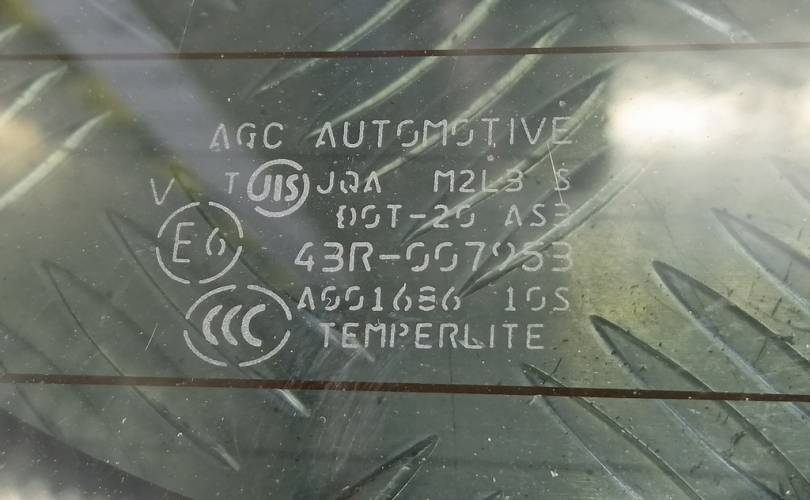 AGC AUTOMOTIVE
V T JIS JQA M2L3 S
DOT-20 AS3
E6 43R-007953
CCC A001686 10S
TEMPERLITE